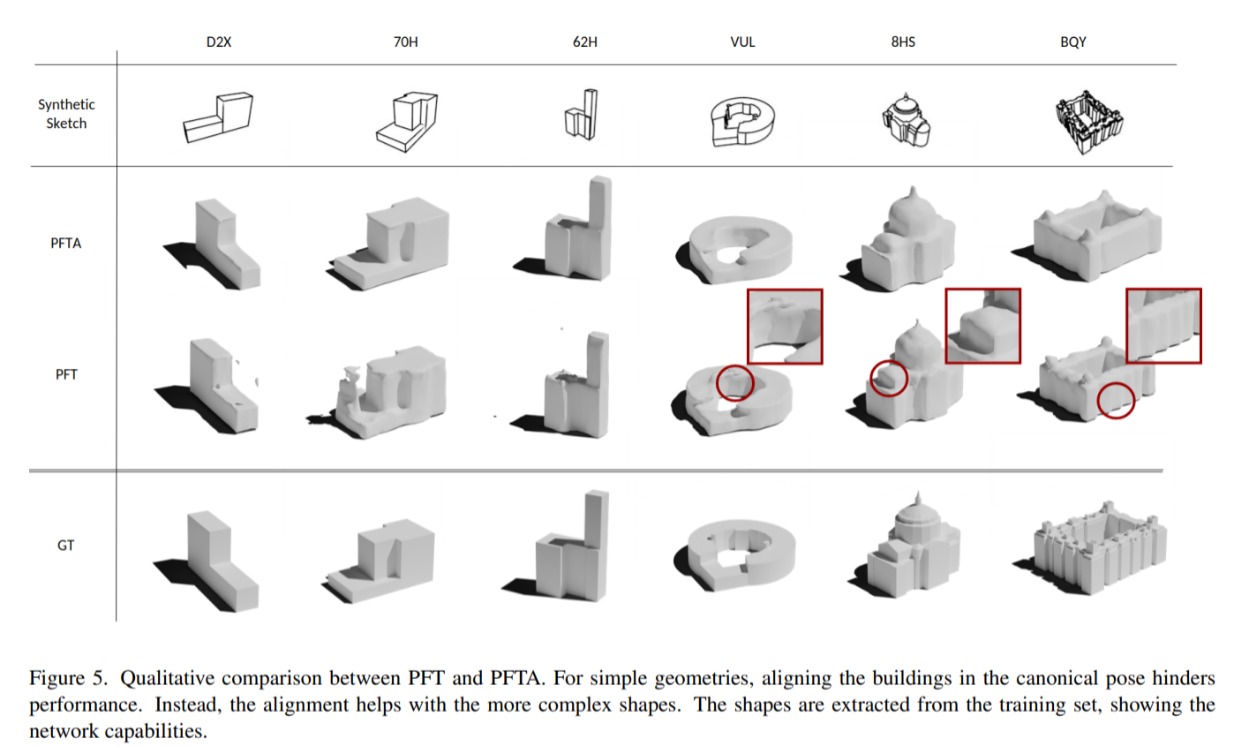 D2X 70H 62H VUL 8HS BQY
Synthetic
Sketch
PFTA
PFT
GT
Figure 5. Qualitative comparison between PFT and PFTA. For simple geometries, aligning the buildings in the canonical pose hinders
performance. Instead, the alignment helps with the more complex shapes. The shapes are extracted from the training set, showing the
network capabilities.